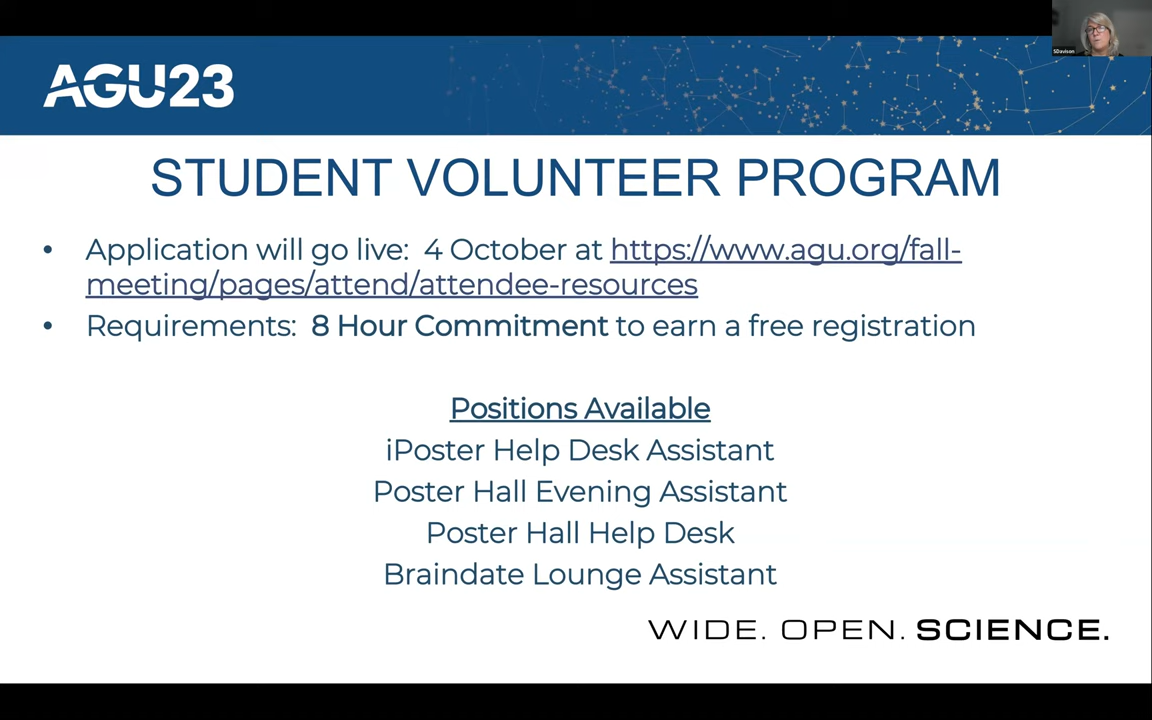 SDavison
AGU23
STUDENT VOLUNTEER PROGRAM
• Application will go live: 4 October at https://www.agu.org/fall-
meeting/pages/attend/attendee-resources
• Requirements: 8 Hour Commitment to earn a free registration
Positions Available
iPoster Help Desk Assistant
Poster Hall Evening Assistant
Poster Hall Help Desk
Braindate Lounge Assistant
WIDE. OPEN. SCIENCE.